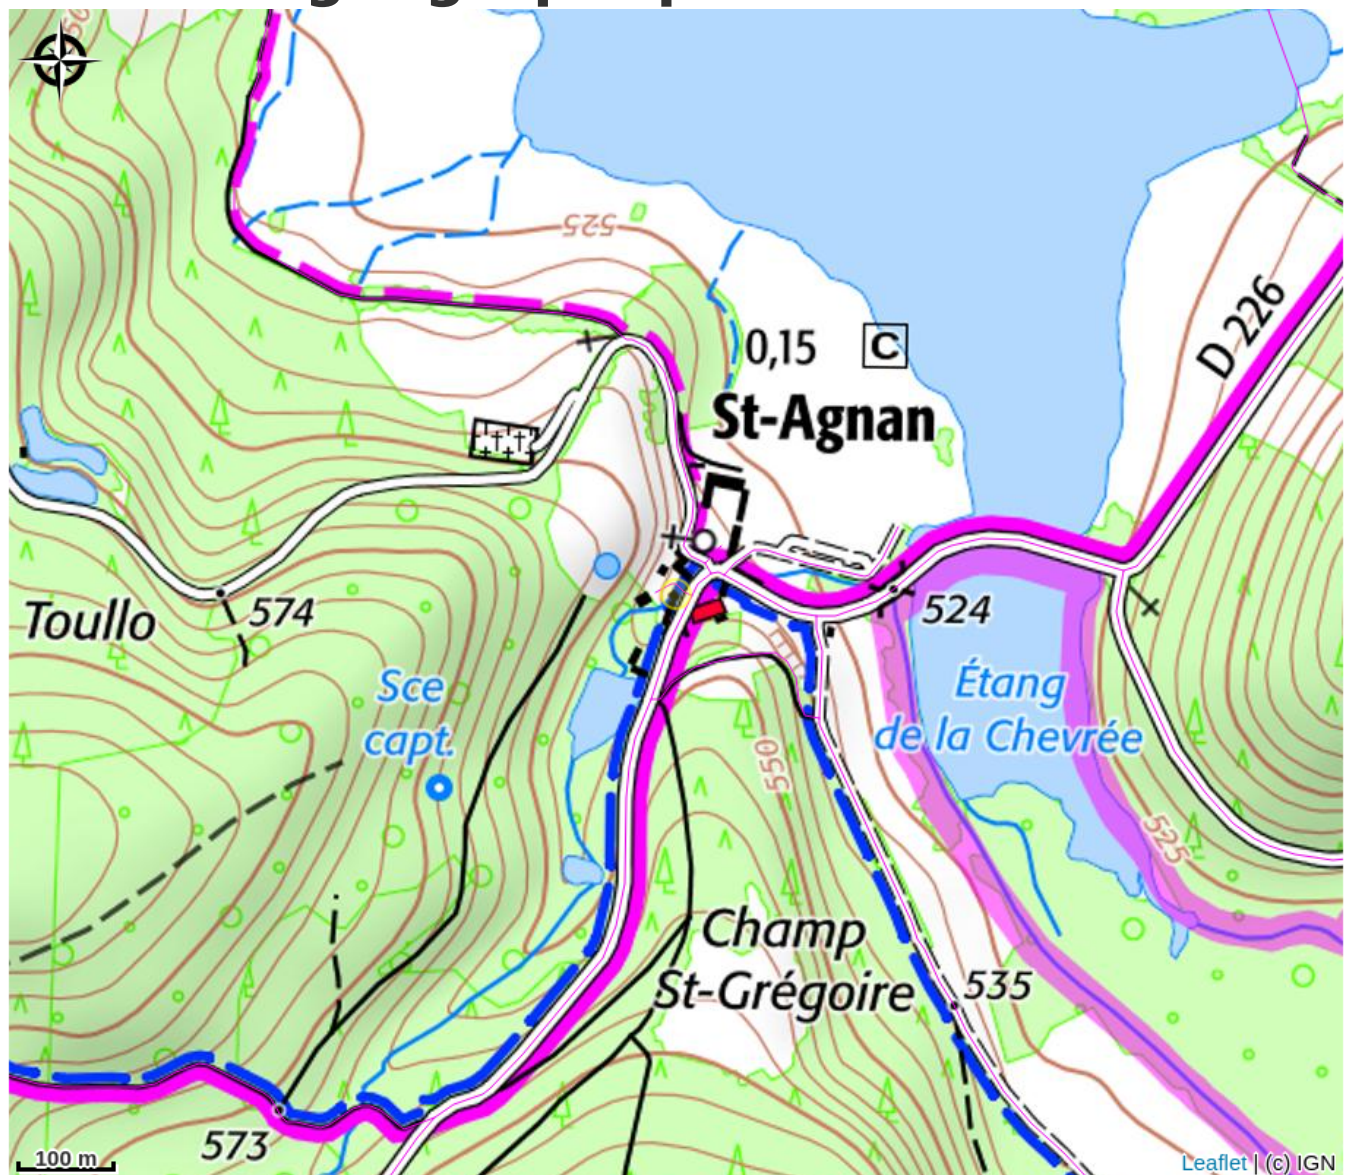 525
0,15
C
St-Agnan
D 226
Toullo
574
524
Sce
capt.
Étang
de la Chevrée
550
525
Champ
St-Grégoire
535
573
100 m
Leaflet | (c) IGN